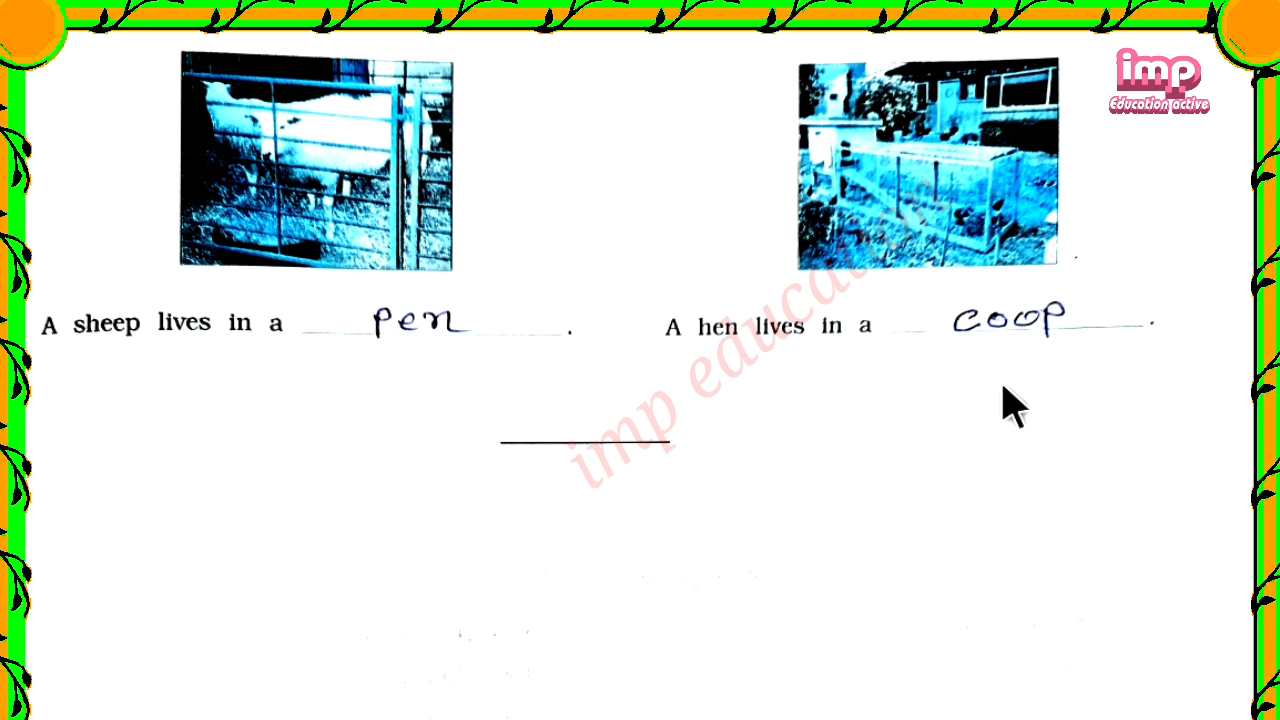 imp
Education active
A sheep lives in a pen.
A hen lives in a coop.
imp education